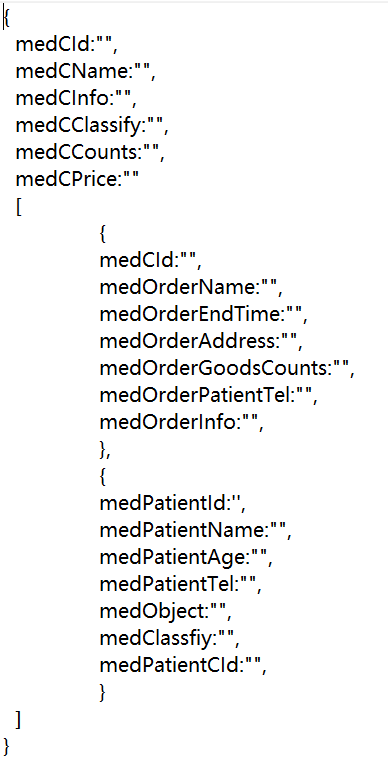 {
medCId:"",
medCName:"",
medCInfo:"",
medCClassify:"",
medCCounts:"",
medCPrice:""
[
{
medCId:"",
medOrderName:"",
medOrderEndTime:"",
medOrderAddress:"",
medOrderGoodsCounts:"",
medOrderPatientTel:"",
medOrderInfo:"",
},
{
medPatientId:'',
medPatientName:"",
medPatientAge:"",
medPatientTel:"",
medObject:"",
medClassfiy:"",
medPatientCId:"",
}
]
}